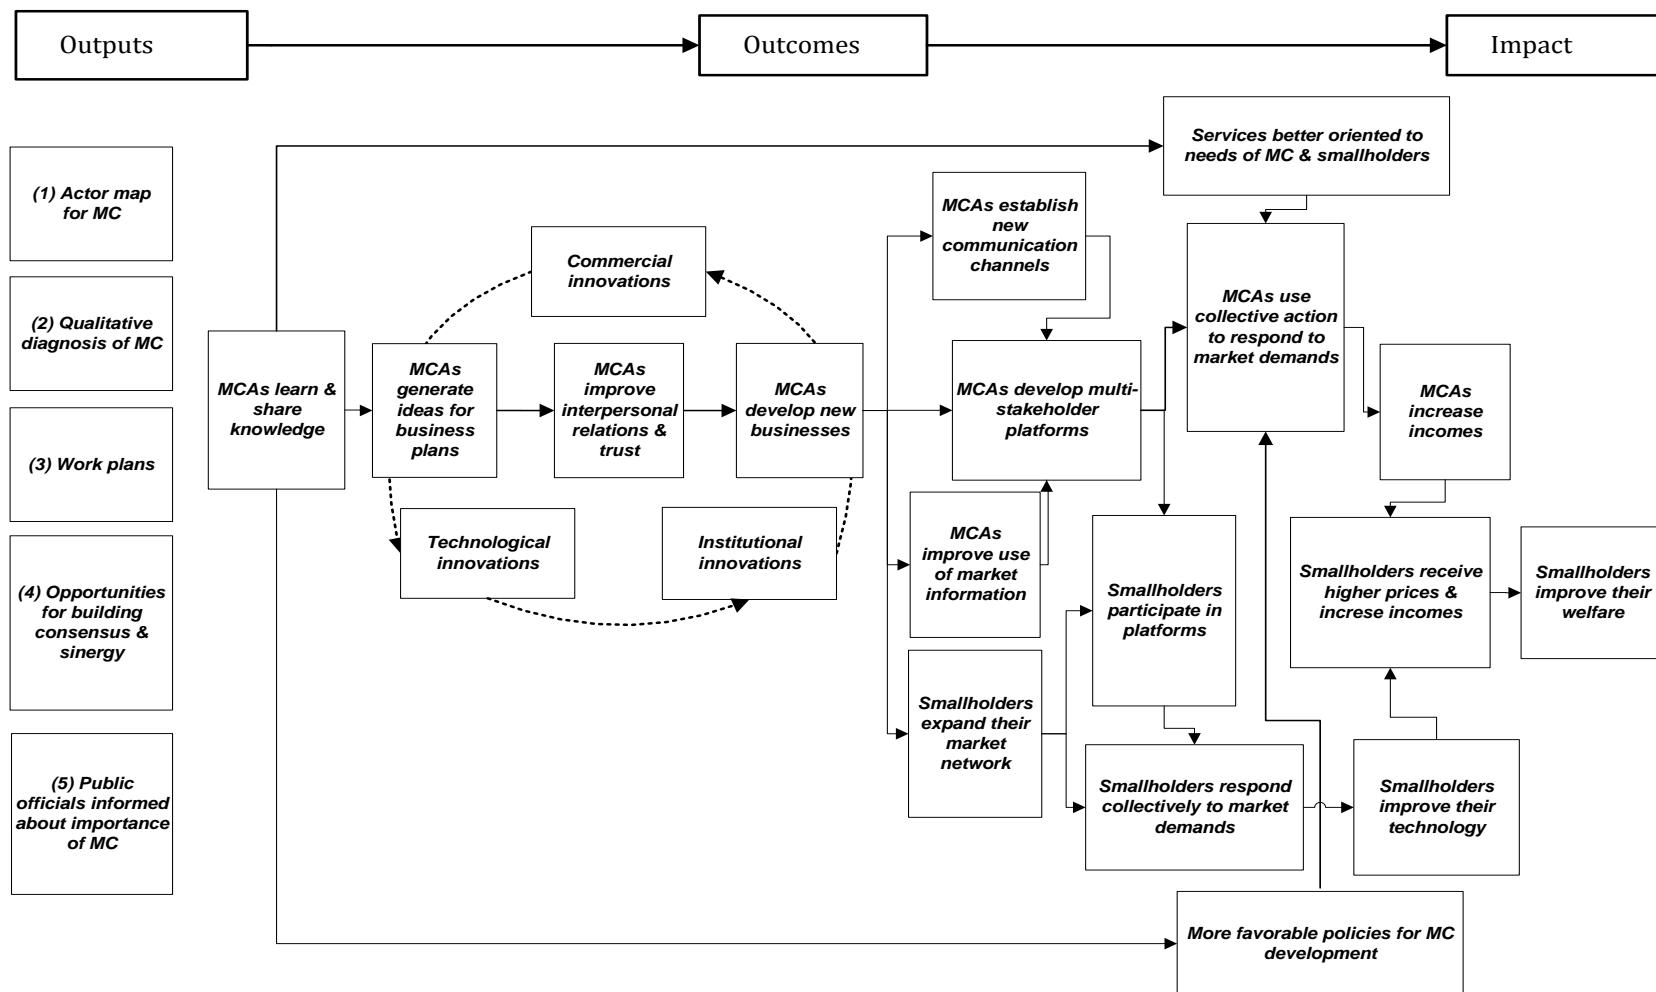 Outputs
Outcomes
Impact
(1) Actor map
for MC
(2) Qualitative
diagnosis of MC
(3) Work plans
(4) Opportunities
for building
consensus &
sinergy
(5) Public
officials informed
about importance
of MC
MCAs learn &
share
knowledge
MCAs
generate
ideas for
business
plans
Commercial
innovations
MCAs
improve
interpersonal
relations &
trust
MCAs
develop new
businesses
Technological
innovations
Institutional
innovations
MCAs establish
new
communication
channels
MCAs develop multi-
stakeholder
platforms
MCAs
improve use
of market
information
Smallholders
expand their
market
network
Smallholders
participate in
platforms
Smallholders respond
collectively to market
demands
Services better oriented to
needs of MC & smallholders
MCAs use
collective action
to respond to
market demands
MCAs
increase
incomes
Smallholders receive
higher prices &
increse incomes
Smallholders
improve their
welfare
Smallholders
improve their
technology
More favorable policies for MC
development